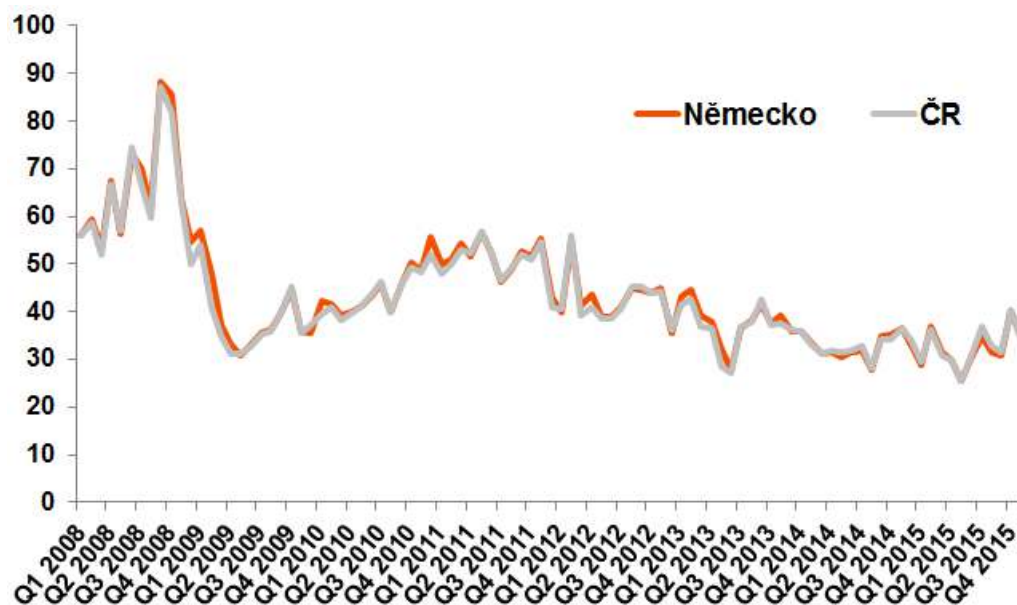 100
90
80
70
60
50
40
30
20
10
0
Německo
ČR
Q1 2008
Q2 2008
Q3 2008
Q4 2008
Q1 2009
Q2 2009
Q3 2009
Q4 2009
Q1 2010
Q2 2010
Q3 2010
Q4 2010
Q1 2011
Q2 2011
Q3 2011
Q4 2011
Q1 2012
Q2 2012
Q3 2012
Q4 2012
Q1 2013
Q2 2013
Q3 2013
Q4 2013
Q1 2014
Q2 2014
Q3 2014
Q4 2014
Q1 2015
Q2 2015
Q3 2015
Q4 2015